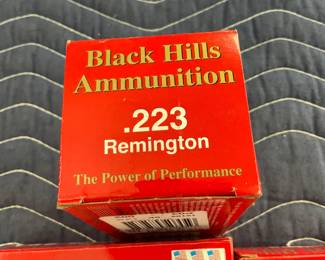 Black Hills
Ammunition
.223
Remington
The Power of Performance